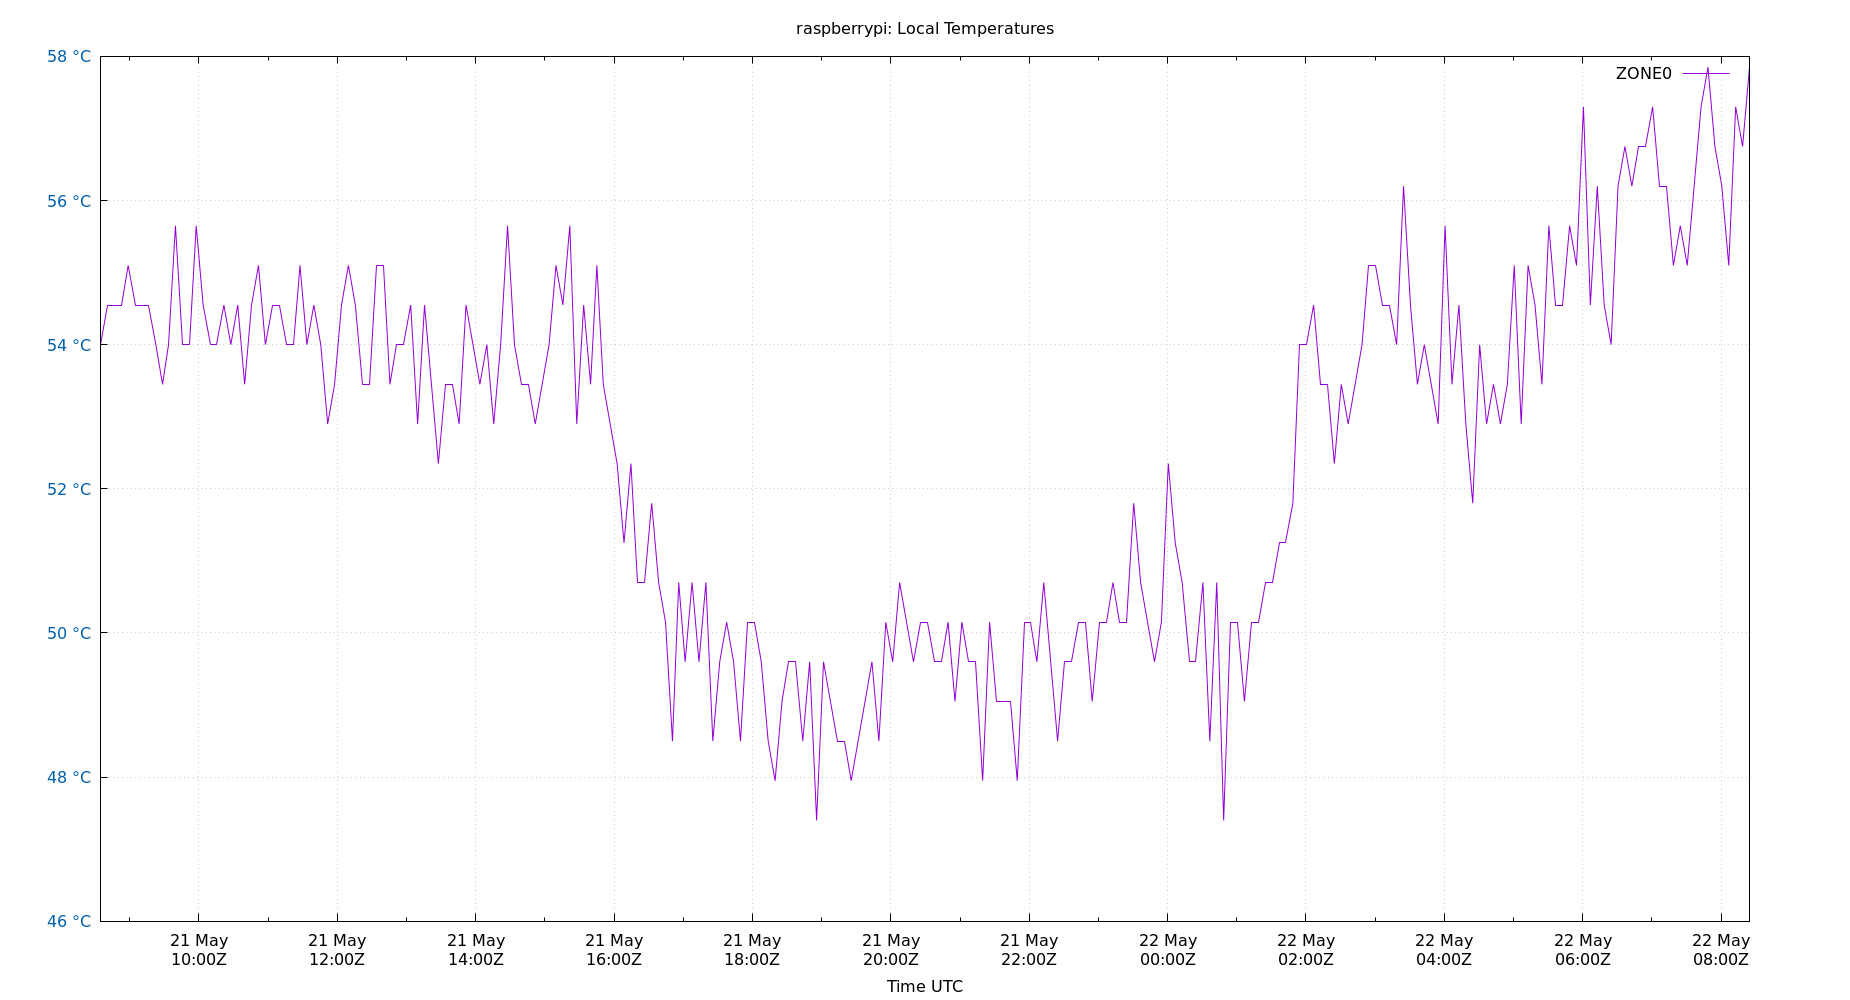 raspberrypi: Local Temperatures
58 °C
56 °C
54 °C
52 °C
50 °C
48 °C
46 °C
ZONE0
21 May 21 May 21 May 21 May 21 May 21 May 21 May 22 May 22 May 22 May 22 May 22 May
10:00Z 12:00Z 14:00Z 16:00Z 18:00Z 20:00Z 22:00Z 00:00Z 02:00Z 04:00Z 06:00Z 08:00Z
Time UTC